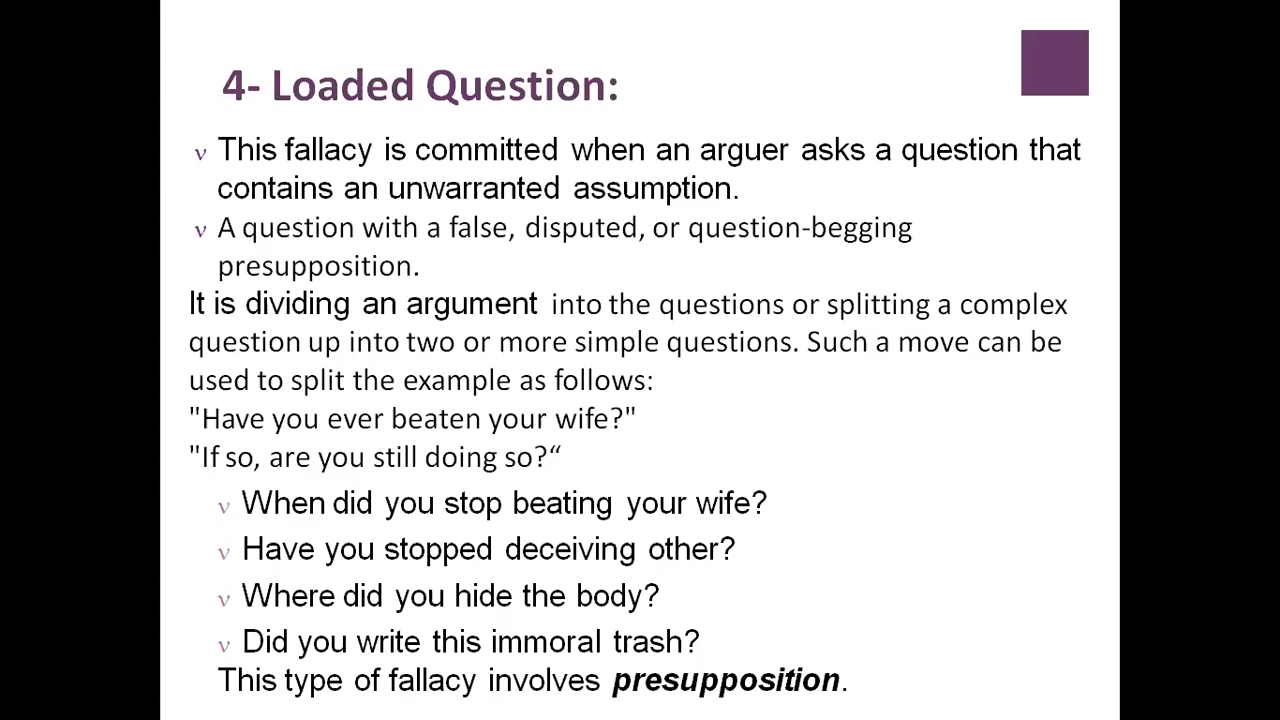 4- Loaded Question:
v This fallacy is committed when an arguer asks a question that
contains an unwarranted assumption.
v A question with a false, disputed, or question-begging
presupposition.
It is dividing an argument into the questions or splitting a complex
question up into two or more simple questions. Such a move can be
used to split the example as follows:
"Have you ever beaten your wife?"
"If so, are you still doing so?“
v When did you stop beating your wife?
v Have you stopped deceiving other?
v Where did you hide the body?
v Did you write this immoral trash?
This type of fallacy involves presupposition.